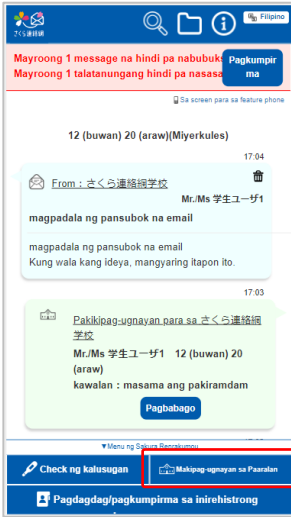 さくら連絡網
Filipino
Mayroong 1 message na hindi pa nabubuks
Mayroong 1 talatanungang hindi pa nasasa
Pagkumpir
ma
Sa screen para sa feature phone
12 (buwan) 20 (araw)(Miyerkules)
17:04
From：さくら連絡網学校
Mr./Ms 学生ユーザ1
magpadala ng pansubok na email
magpadala ng pansubok na email
Kung wala kang ideya, mangyaring itapon ito.
17:03
Pakikipag-ugnayan para sa さくら連絡網
学校
Mr./Ms 学生ユーザ1 12 (buwan) 20
(araw)
kawalan：masama ang pakiramdam
Pagbabago
▼Menu ng Sakura Renrakumou
Check ng kalusugan
Makipag-ugnayan sa Paaralan
Pagdagdag/pagkumpirma sa inirehistrong